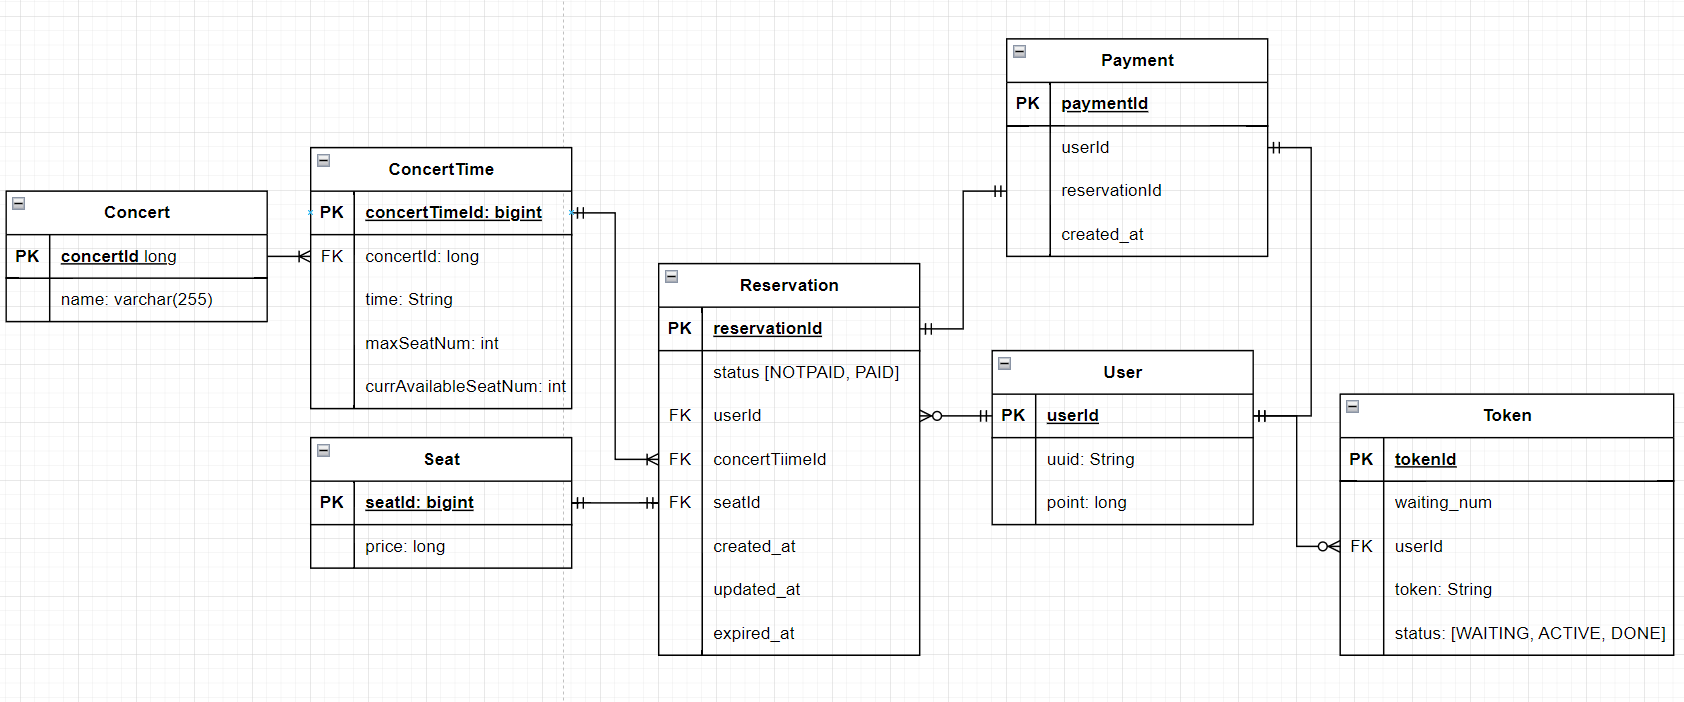 Concert
PK concertId long
name: varchar(255)
ConcertTime
PK concertTimeId: bigint
FK concertId: long
time: String
maxSeatNum: int
currAvailableSeatNum: int
Seat
PK seatId: bigint
price: long
Reservation
PK reservationId
status [NOTPAID, PAID]
FK userId
FK concertTiimeId
FK seatId
created_at
updated_at
expired_at
Payment
PK paymentId
userId
reservationId
created_at
User
PK userId
uuid: String
point: long
Token
PK tokenId
waiting_num
FK userId
token: String
status: [WAITING, ACTIVE, DONE]